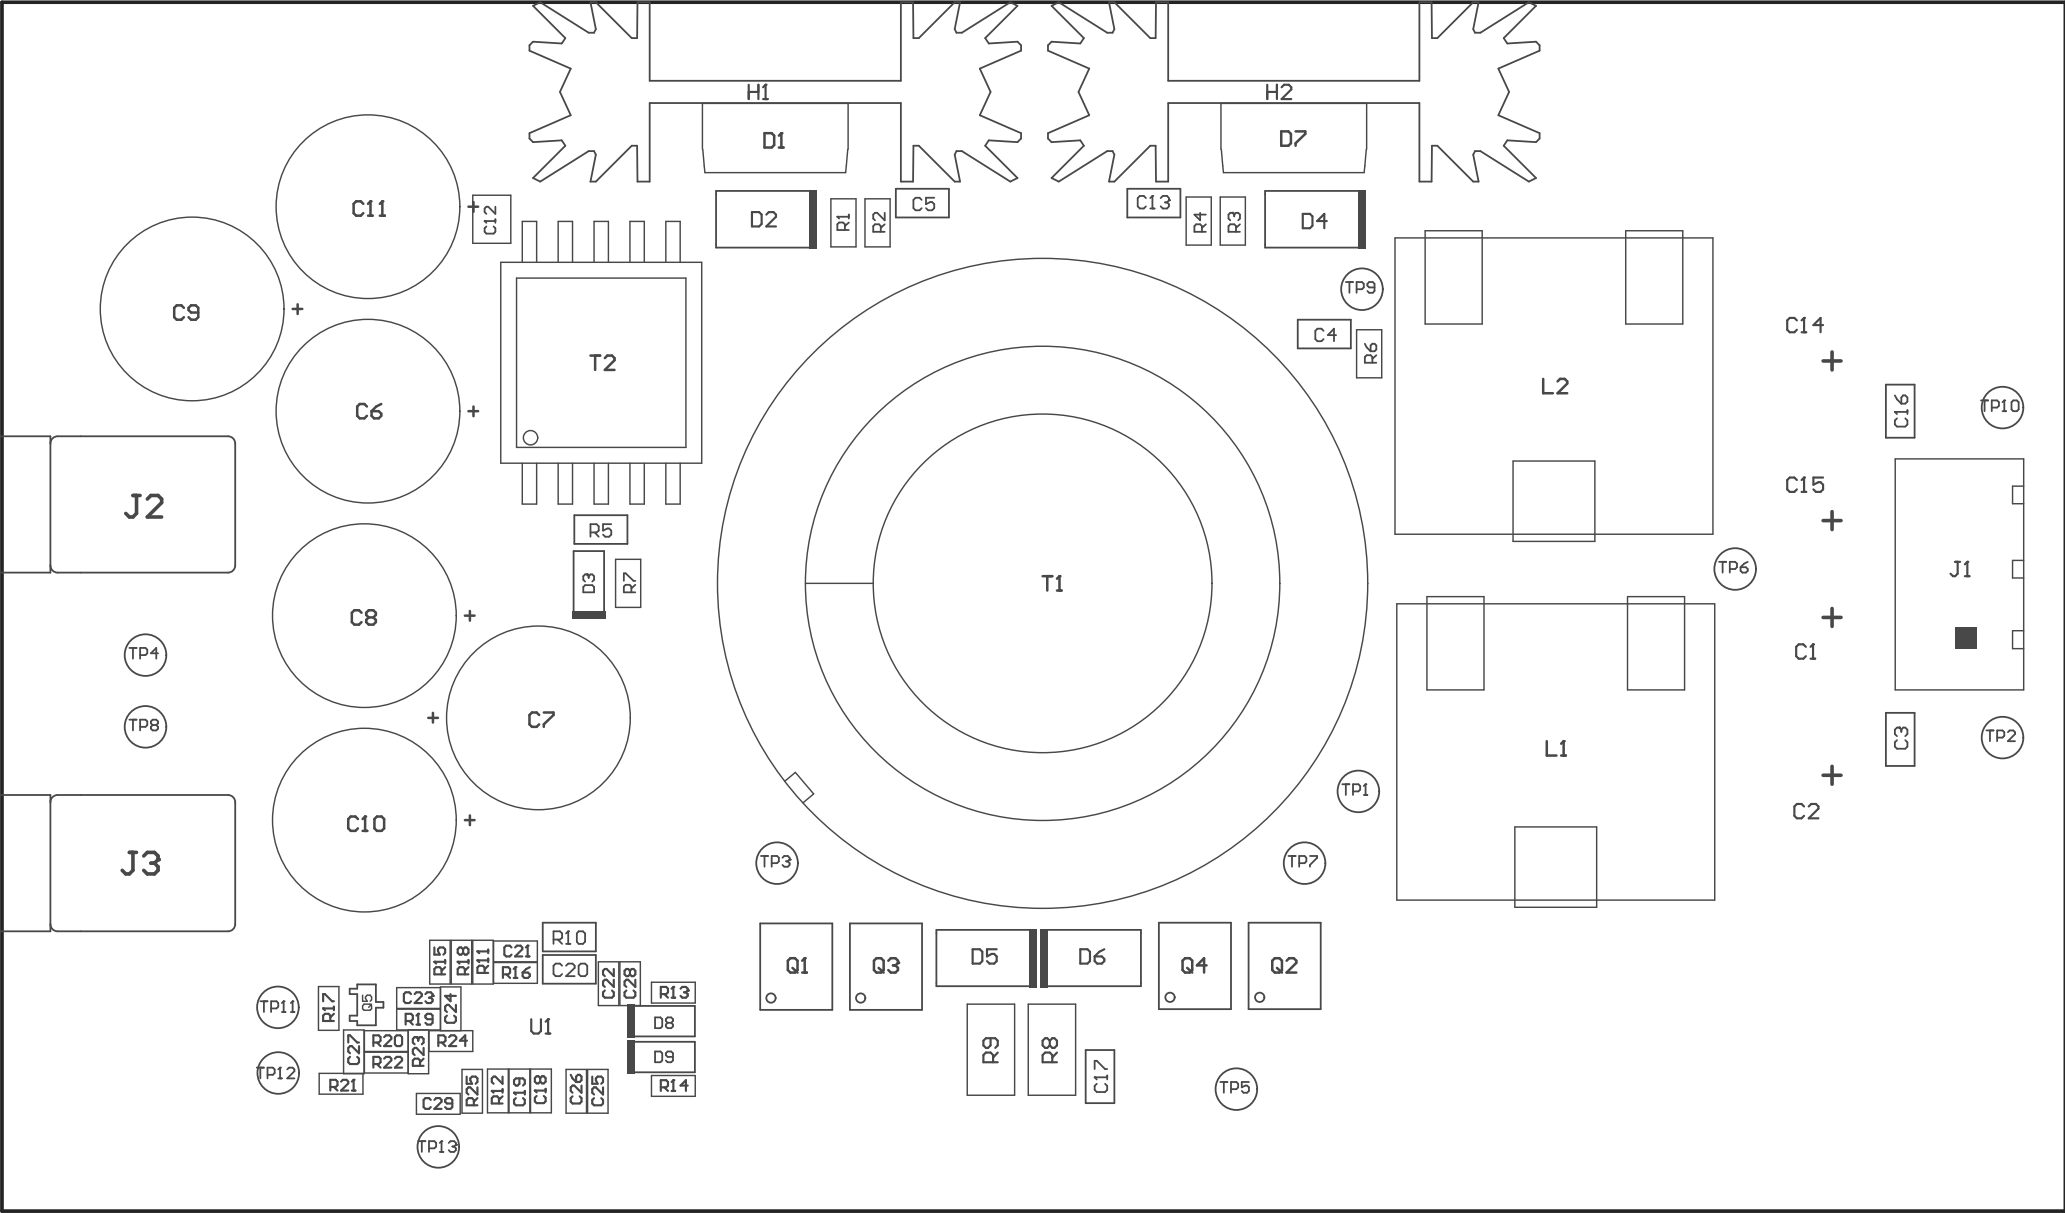 H1
H2
D1
D7
C11
+
C12
D2
R1
R2
C5
C13
R4
R3
D4
C9
+
TP9
C14
+
C4
R6
T2
L2
C6
+
C16
TP10
C15
+
J2
R5
J1
TP6
D3
R7
T1
C8
+
+
C1
TP4
TP8
C7
+
L1
C3
TP2
+
C2
TP1
C10
+
J3
TP3
TP7
R10
R15
R18
R11
C21
R16
C20
C22
C28
Q1
Q3
D5
D6
Q4
Q2
TP11
R17
Q5
C23
R19
C24
R13
D8
U1
C27
R20
R22
R23
R24
D9
R9
R8
C17
TP12
R21
R14
C29
R25
R12
C19
C18
C26
C25
TP5
TP13